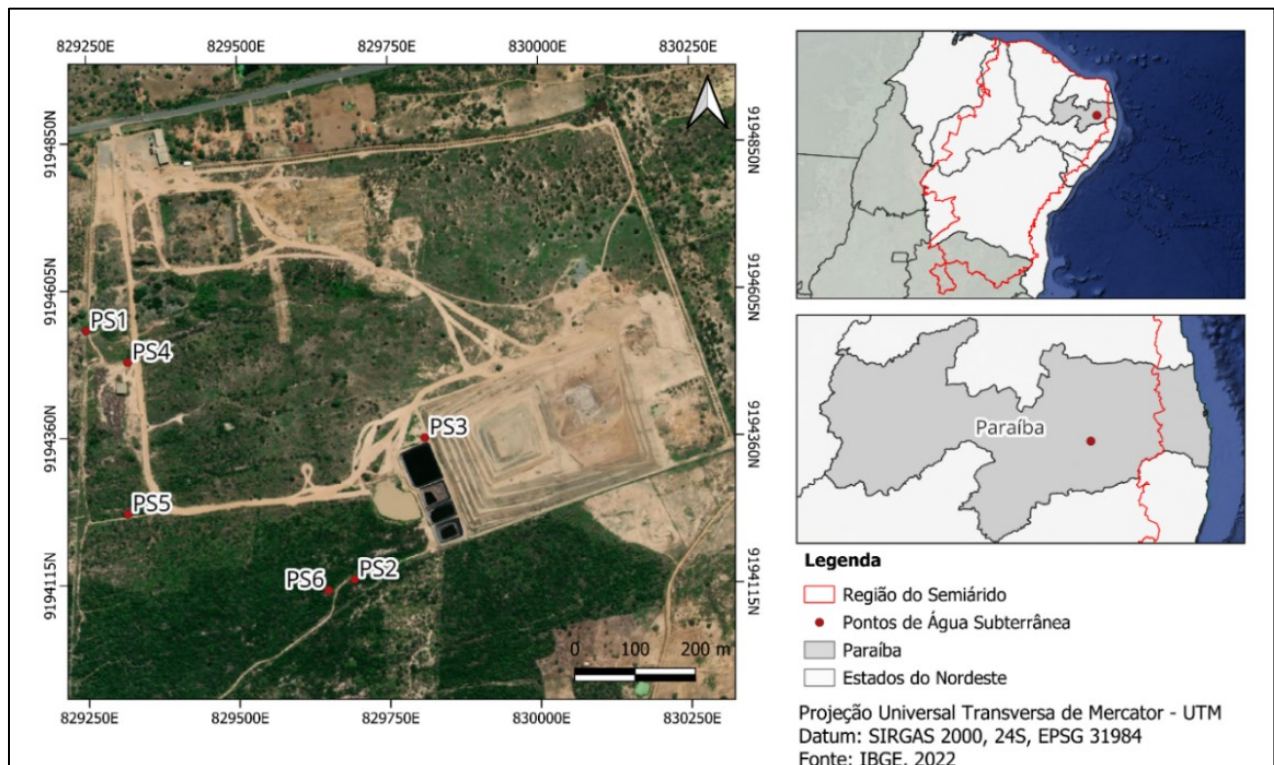 829250E 829500E 829750E 830000E 830250E
9194850N
9194850N
9194605N
9194605N
PS1
PS4
9194360N
PS3
9194360N
PS5
9194115N
PS6
PS2
9194115N
0 100 200 m
829250E 829500E 829750E 830000E 830250E
Paraíba
Legenda
Região do Semiárido
Pontos de Água Subterrânea
Paraíba
Estados do Nordeste
Projeção Universal Transversa de Mercator - UTM
Datum: SIRGAS 2000, 24S, EPSG 31984
Fonte: IBGE, 2022